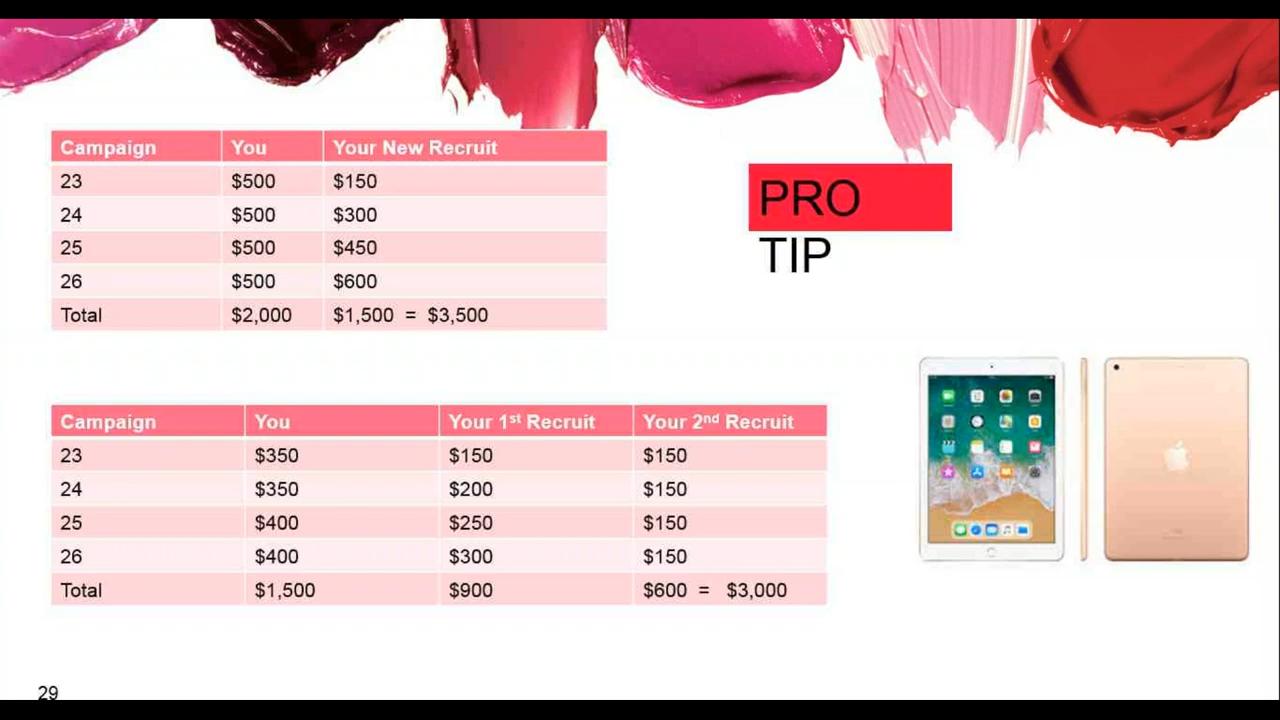 Campaign You Your New Recruit
23 $500 $150
24 $500 $300
25 $500 $450
26 $500 $600
Total $2,000 $1,500 = $3,500
PRO
TIP
Campaign You Your 1st Recruit Your 2nd Recruit
23 $350 $150 $150
24 $350 $200 $150
25 $400 $250 $150
26 $400 $300 $150
Total $1,500 $900 $600 = $3,000
29